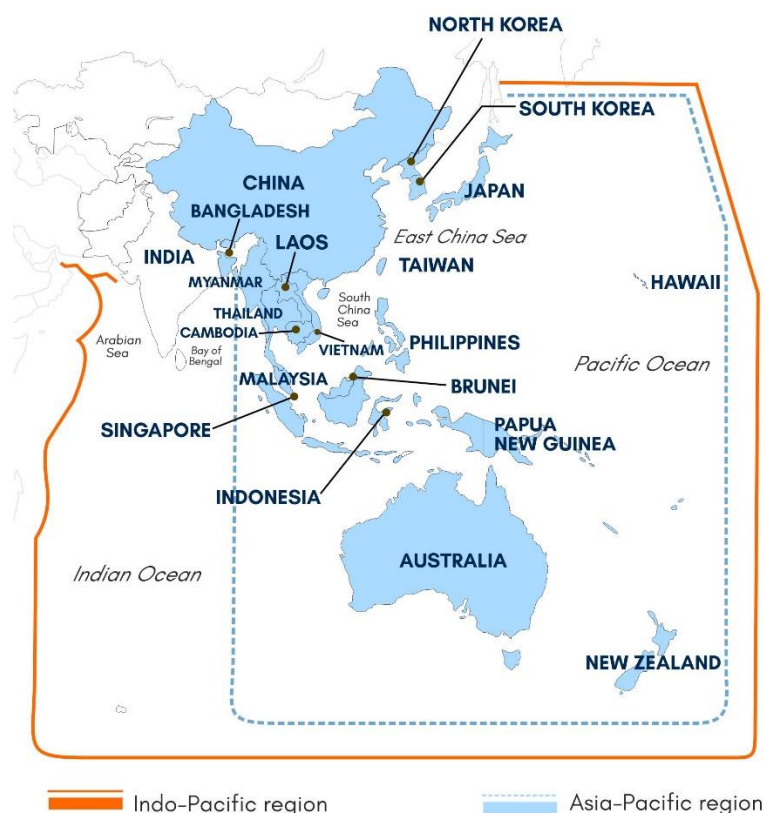 NORTH KOREA
SOUTH KOREA
CHINA
JAPAN
BANGLADESH
East China Sea
INDIA
LAOS
TAIWAN
MYANMAR
HAWAII
South
China
Sea
THAILAND
Arabian
Sea
CAMBODIA
Bay of
Bengal
VIETNAM
PHILIPPINES
Pacific Ocean
MALAYSIA
BRUNEI
SINGAPORE
PAPUA
NEW GUINEA
INDONESIA
AUSTRALIA
Indian Ocean
NEW ZEALAND
Indo-Pacific region
Asia-Pacific region